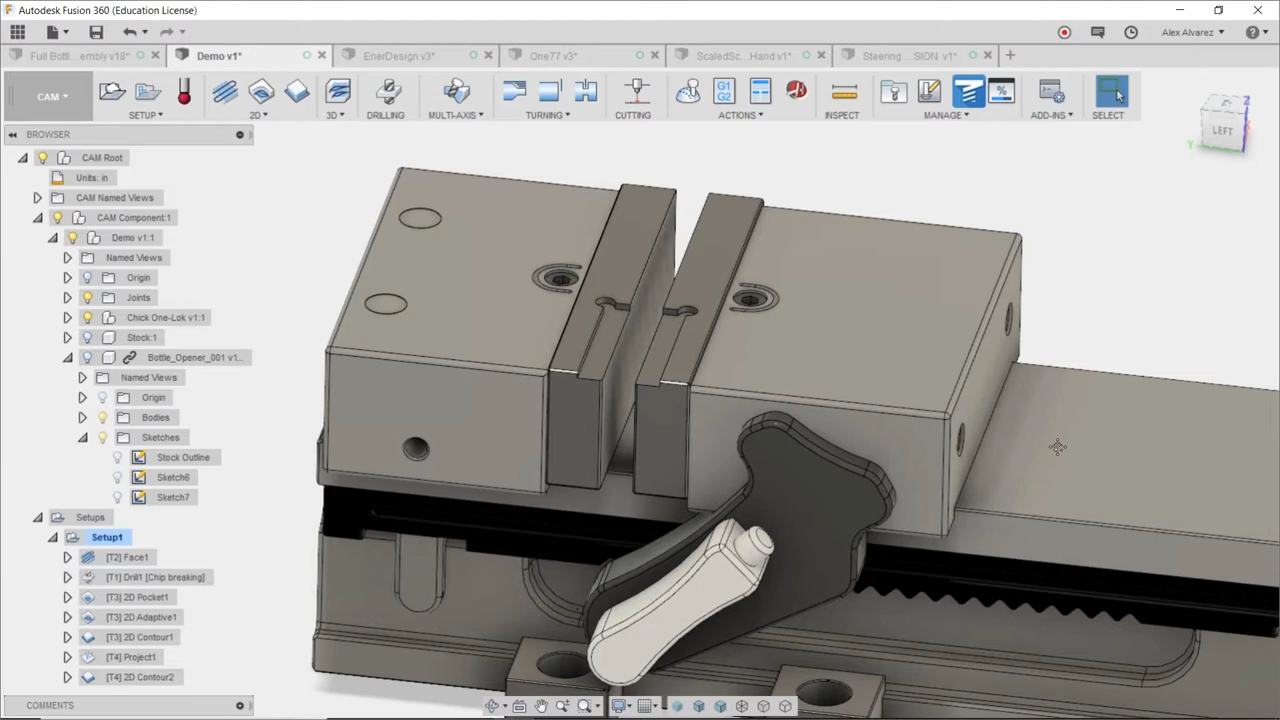 Autodesk Fusion 360 (Education License)
Alex Alvarez
Full Bottl... embly v18*
Demo v1*
EnerDesign v3*
One77 v3*
ScaledSc...Hand v1*
Steering ...SION v1*
CAM
SETUP
2D
3D
DRILLING
MULTI-AXIS
TURNING
CUTTING
G1
G2
ACTIONS
INSPECT
%
MANAGE
ADD-INS
SELECT
Z
LEFT
Y
BROWSER
CAM Root
Units: in
CAM Named Views
CAM Component:1
Demo v1:1
Named Views
Origin
Joints
Chick One-Lok v1:1
Stock:1
Bottle_Opener_001 v1...
Named Views
Origin
Bodies
Sketches
Stock Outline
Sketch6
Sketch7
Setups
Setup1
[T2] Face1
[T1] Drill1 [Chip breaking]
[T3] 2D Pocket1
[T3] 2D Adaptive1
[T3] 2D Contour1
[T4] Project1
[T4] 2D Contour2
COMMENTS